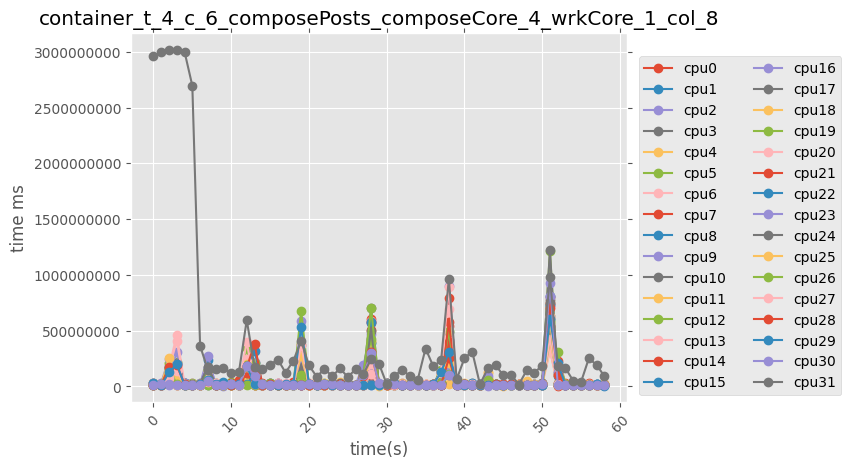 container_t_4_c_6_composePosts_composeCore_4_wrkCore_1_col_8
3000000000
2500000000
2000000000
1500000000
1000000000
500000000
0
time ms
0
10
20
30
40
50
60
time(s)
cpu0
cpu1
cpu2
cpu3
cpu4
cpu5
cpu6
cpu7
cpu8
cpu9
cpu10
cpu11
cpu12
cpu13
cpu14
cpu15
cpu16
cpu17
cpu18
cpu19
cpu20
cpu21
cpu22
cpu23
cpu24
cpu25
cpu26
cpu27
cpu28
cpu29
cpu30
cpu31